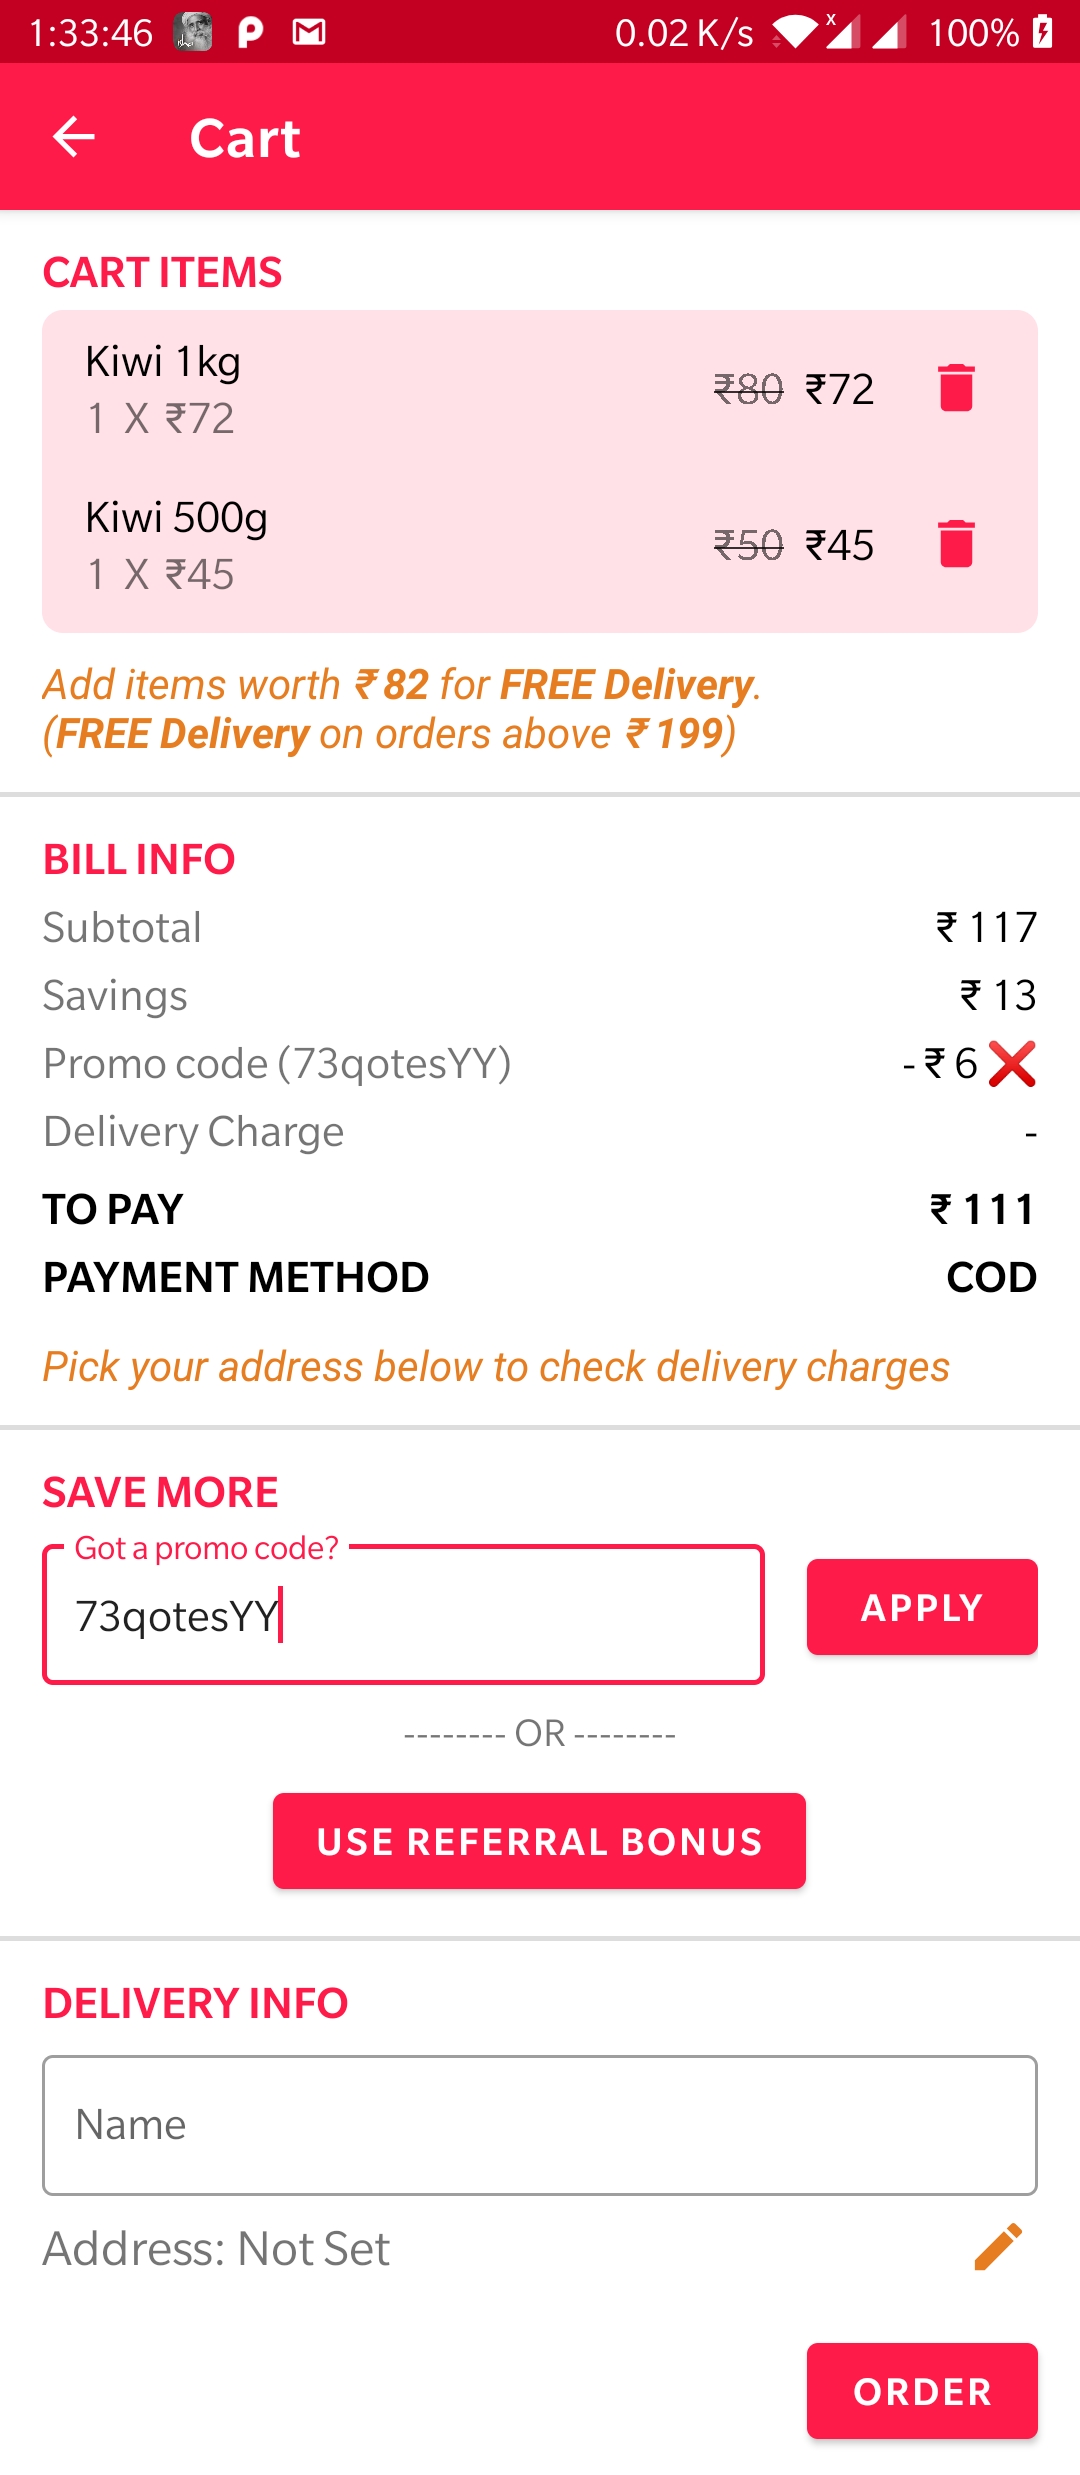 1:33:46 0.02 K/s x 100%
Cart
CART ITEMS
Kiwi 1kg
1 X ₹72 ₹80 ₹72
Kiwi 500g
1 X ₹45 ₹50 ₹45
Add items worth ₹ 82 for FREE Delivery.
(FREE Delivery on orders above ₹ 199)
BILL INFO
Subtotal ₹ 117
Savings ₹ 13
Promo code (73qotesYY) -₹ 6 ❌
Delivery Charge -
TO PAY ₹ 111
PAYMENT METHOD COD
Pick your address below to check delivery charges
SAVE MORE
Got a promo code?
73qotesYY APPLY
-------- OR --------
USE REFERRAL BONUS
DELIVERY INFO
Name
Address: Not Set
ORDER